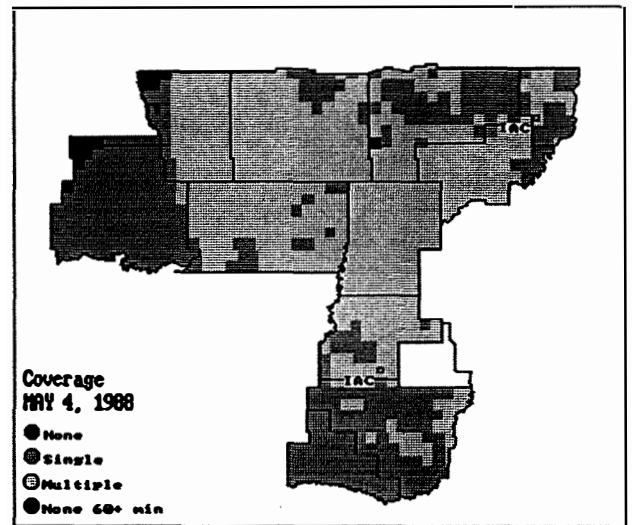 IAC
IAC
Coverage
MAY 4, 1988
None
Single
Multiple
None 60+ min